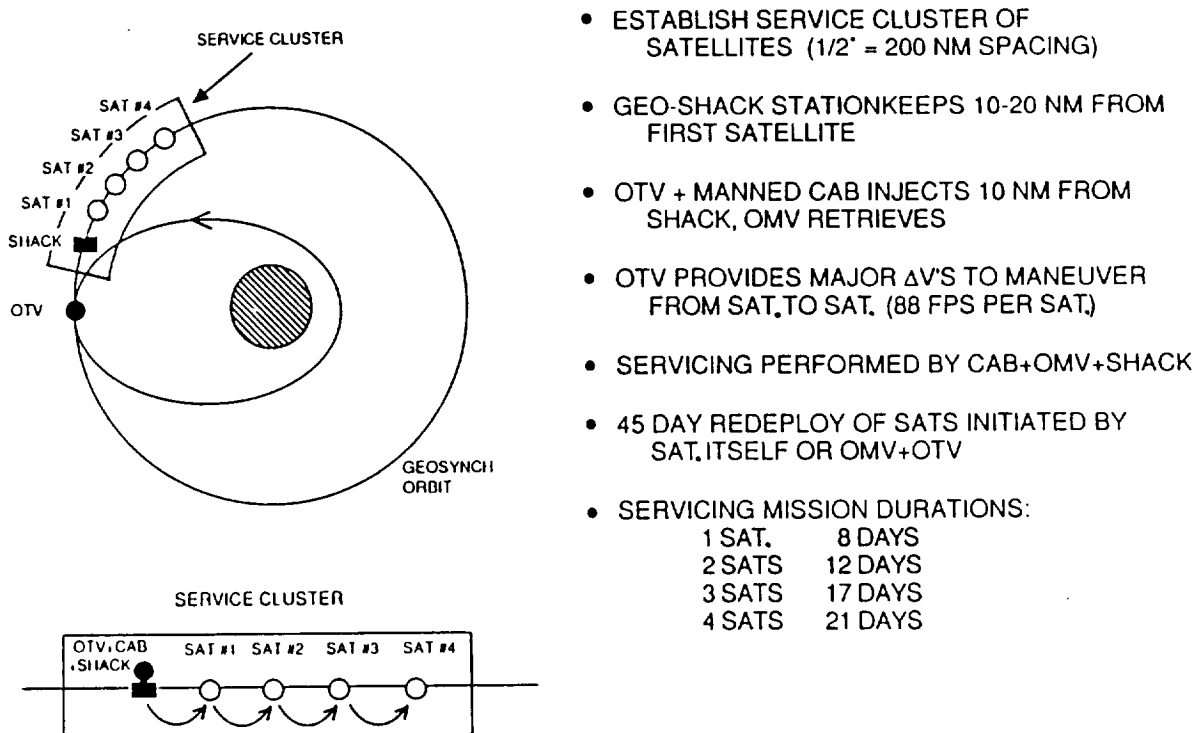 SERVICE CLUSTER
SAT #4
SAT #3
SAT #2
SAT #1
SHACK
OTV
GEOSYNCH
ORBIT
SERVICE CLUSTER
OTV+CAB
+SHACK
SAT #1 SAT #2 SAT #3 SAT #4
• ESTABLISH SERVICE CLUSTER OF
SATELLITES (1/2° = 200 NM SPACING)
• GEO-SHACK STATIONKEEPS 10-20 NM FROM
FIRST SATELLITE
• OTV + MANNED CAB INJECTS 10 NM FROM
SHACK, OMV RETRIEVES
• OTV PROVIDES MAJOR ΔV'S TO MANEUVER
FROM SAT. TO SAT. (88 FPS PER SAT.)
• SERVICING PERFORMED BY CAB+OMV+SHACK
• 45 DAY REDEPLOY OF SATS INITIATED BY
SAT. ITSELF OR OMV+OTV
• SERVICING MISSION DURATIONS:
1 SAT. 8 DAYS
2 SATS 12 DAYS
3 SATS 17 DAYS
4 SATS 21 DAYS